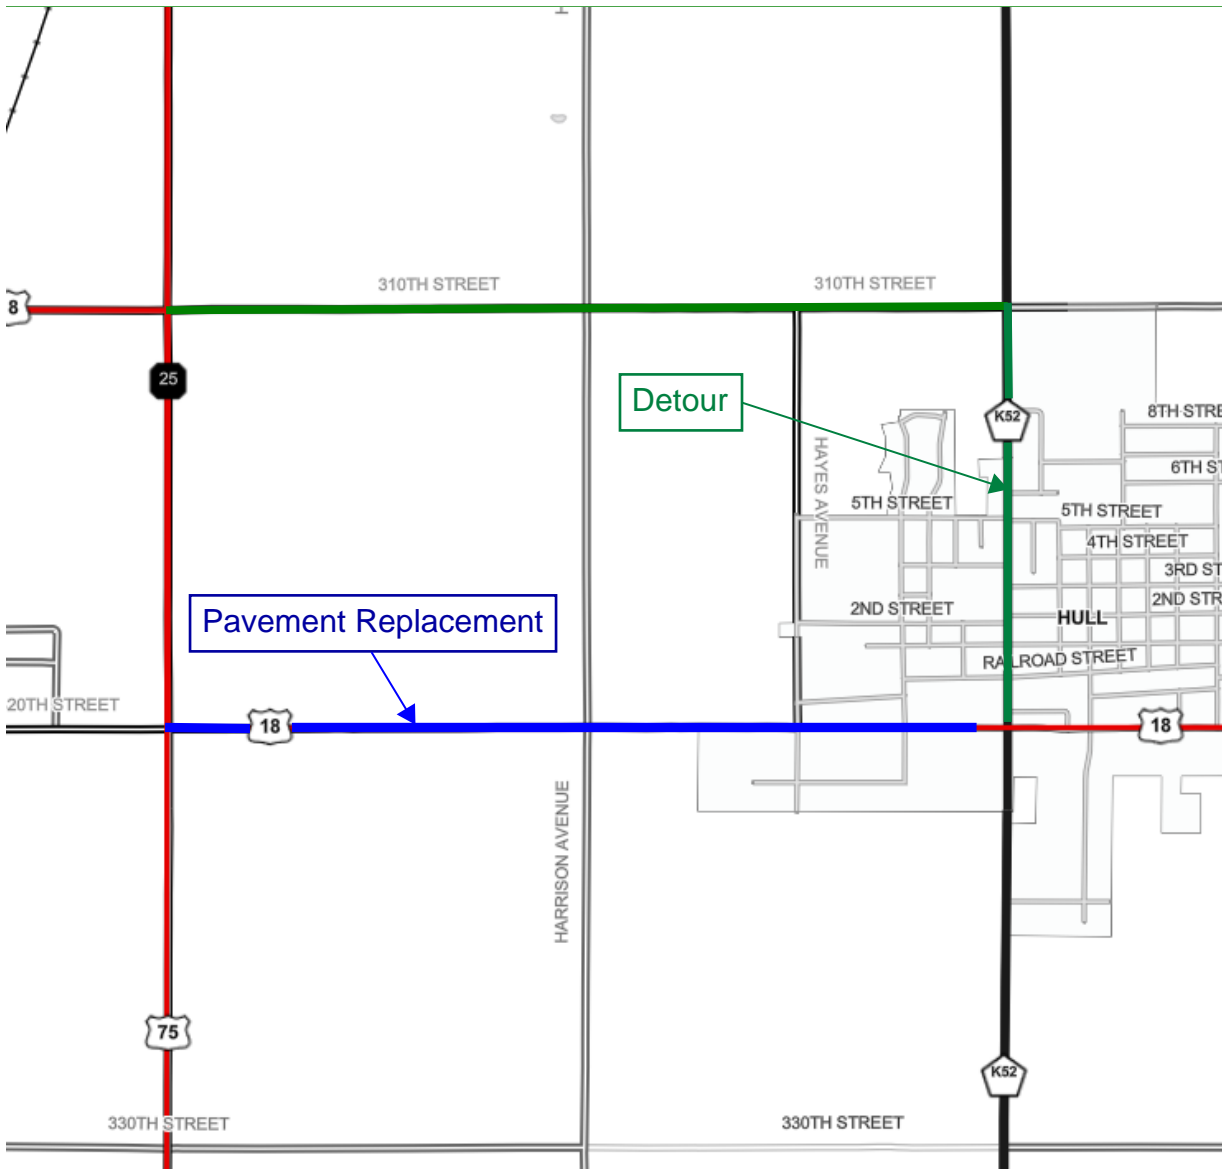 310TH STREET
310TH STREET
8
25
Detour
K52
8TH STRE
HAYES AVENUE
6TH ST
5TH STREET
5TH STREET
4TH STREET
3RD ST
Pavement Replacement
2ND STREET
2ND STR
HULL
RAILROAD STREET
20TH STREET
18
18
HARRISON AVENUE
75
K52
330TH STREET
330TH STREET